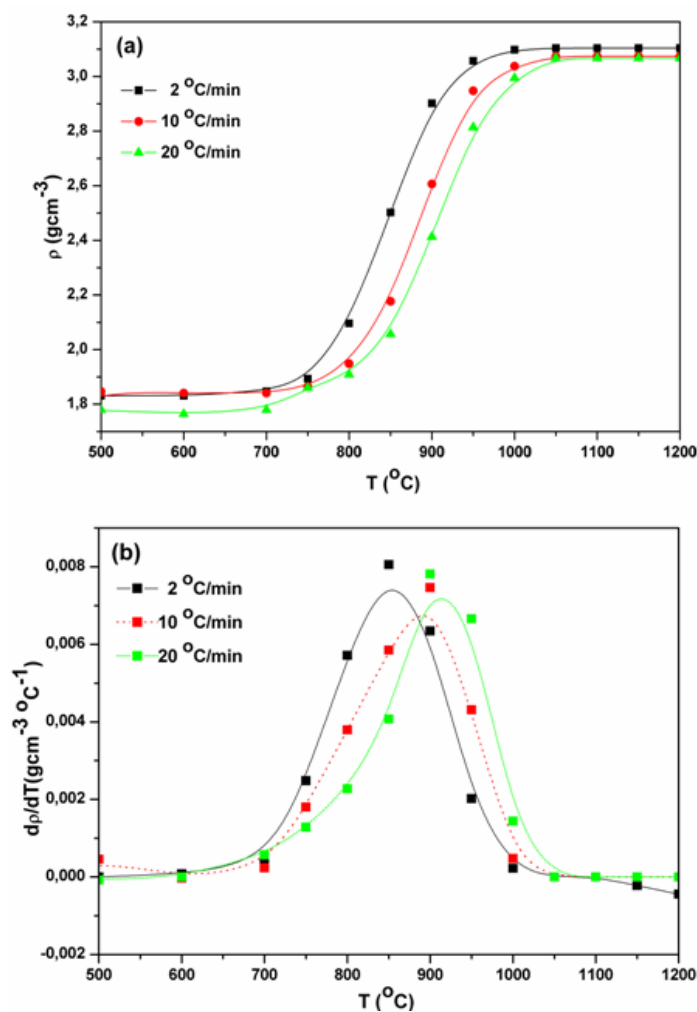 (a)
2 °C/min
10 °C/min
20 °C/min
ρ (gcm-3)
3,2
3,0
2,8
2,6
2,4
2,2
2,0
1,8
500 600 700 800 900 1000 1100 1200
T (°C)
(b)
2 °C/min
10 °C/min
20 °C/min
dρ/dT(gcm-3 oC-1)
0,008
0,006
0,004
0,002
0,000
-0,002
500 600 700 800 900 1000 1100 1200
T (°C)